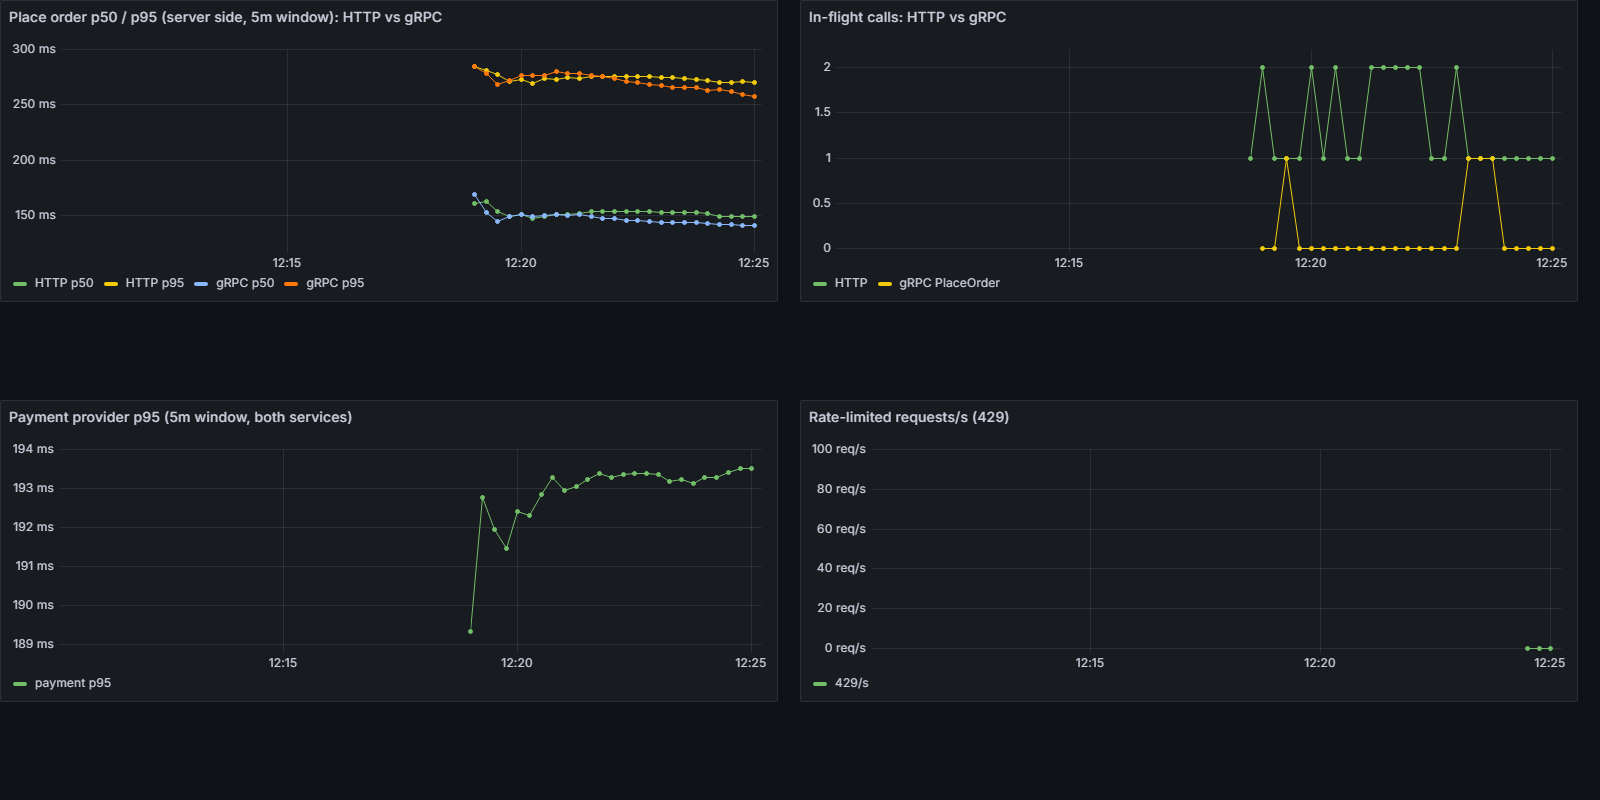 Place order p50 / p95 (server side, 5m window): HTTP vs gRPC
300 ms
250 ms
200 ms
150 ms
12:15
12:20
12:25
HTTP p50
HTTP p95
gRPC p50
gRPC p95
In-flight calls: HTTP vs gRPC
2
1.5
1
0.5
0
12:15
12:20
12:25
HTTP
gRPC PlaceOrder
Payment provider p95 (5m window, both services)
194 ms
193 ms
192 ms
191 ms
190 ms
189 ms
12:15
12:20
12:25
payment p95
Rate-limited requests/s (429)
100 req/s
80 req/s
60 req/s
40 req/s
20 req/s
0 req/s
12:15
12:20
12:25
429/s